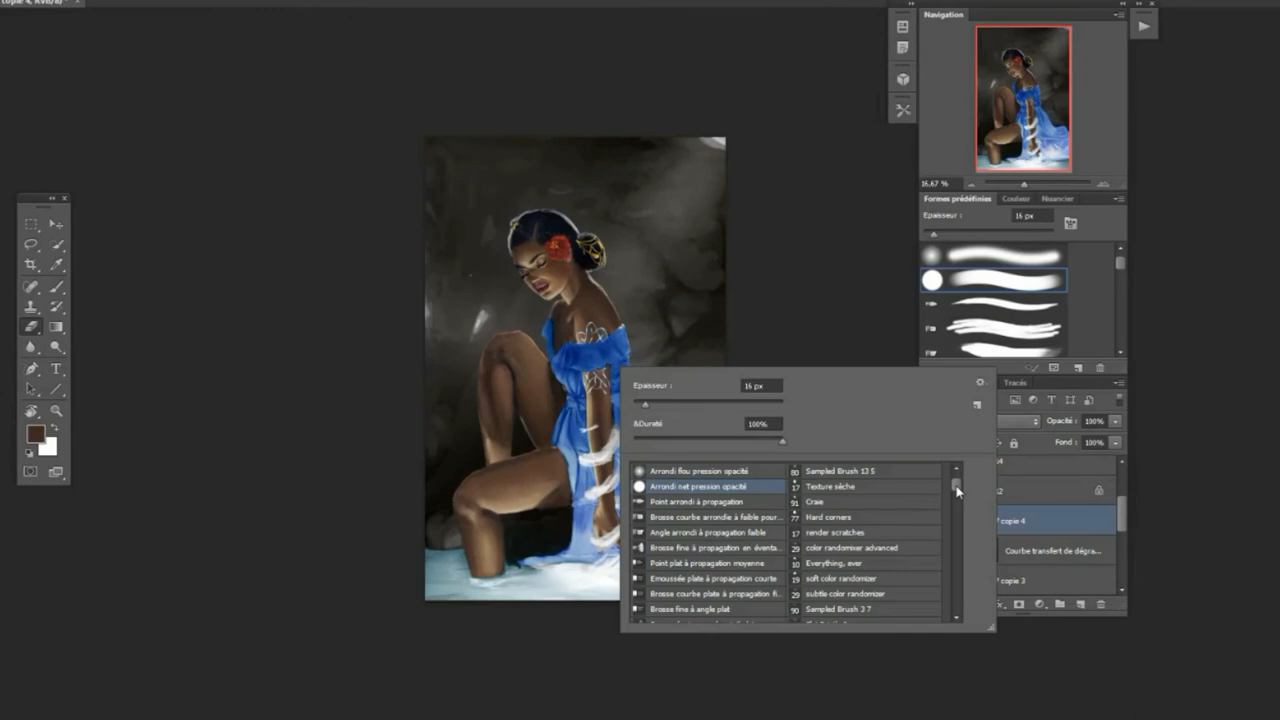 copie 4, RVB/8) *
Navigation
16,67 %
Formes prédéfinies
Couleur
Nuancier
Epaisseur :
16 px
Epaisseur :
16 px
&Dureté
100%
Arrondi flou pression opacité
80 Sampled Brush 13 5
Arrondi net pression opacité
17 Texture sèche
Point arrondi à propagation
91 Craie
Brosse courbe arrondie à faible pour...
77 Hard corners
Angle arrondi à propagation faible
17 render scratches
Brosse fine à propagation en éventa...
29 color randomixer advanced
Point plat à propagation moyenne
10 Everything, ever
Emoussée plate à propagation courte
19 soft color randomizer
Brosse courbe plate à propagation fi...
29 subtle color randomizer
Brosse fine à angle plat
90 Sampled Brush 3 7
Tracés
Opacité : 100%
Fond : 100%
copie 4
Courbe transfert de dégra...
copie 3